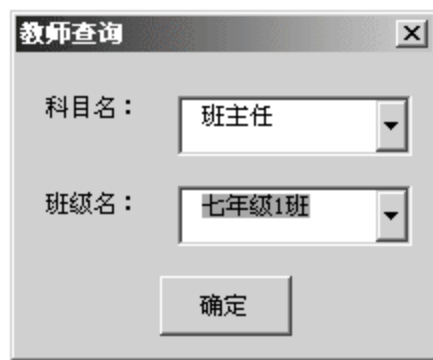 教师查询
科目名：
班主任
班级名：
七年级1班
确定